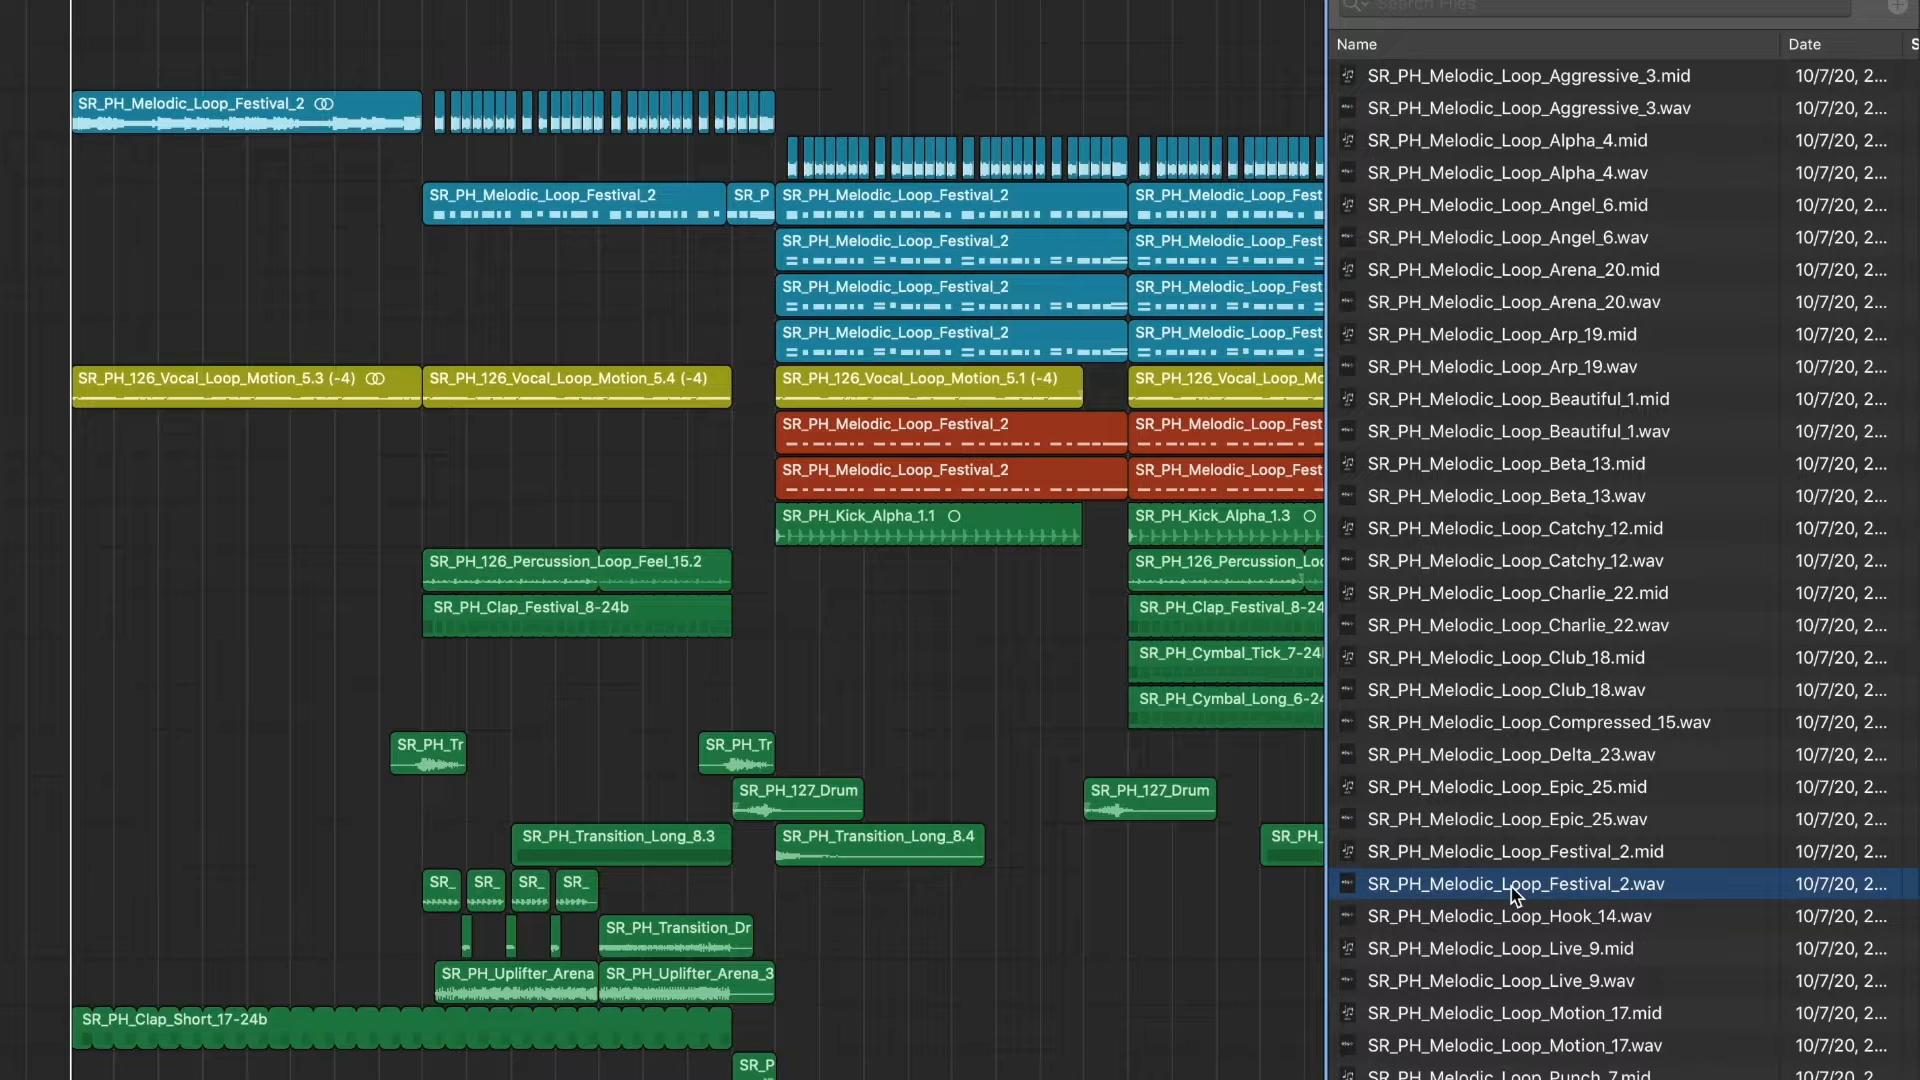 Search Files
Name
Date
S
SR_PH_Melodic_Loop_Aggressive_3.mid 10/7/20, 2...
SR_PH_Melodic_Loop_Aggressive_3.wav 10/7/20, 2...
SR_PH_Melodic_Loop_Alpha_4.mid 10/7/20, 2...
SR_PH_Melodic_Loop_Alpha_4.wav 10/7/20, 2...
SR_PH_Melodic_Loop_Angel_6.mid 10/7/20, 2...
SR_PH_Melodic_Loop_Angel_6.wav 10/7/20, 2...
SR_PH_Melodic_Loop_Arena_20.mid 10/7/20, 2...
SR_PH_Melodic_Loop_Arena_20.wav 10/7/20, 2...
SR_PH_Melodic_Loop_Arp_19.mid 10/7/20, 2...
SR_PH_Melodic_Loop_Arp_19.wav 10/7/20, 2...
SR_PH_Melodic_Loop_Beautiful_1.mid 10/7/20, 2...
SR_PH_Melodic_Loop_Beautiful_1.wav 10/7/20, 2...
SR_PH_Melodic_Loop_Beta_13.mid 10/7/20, 2...
SR_PH_Melodic_Loop_Beta_13.wav 10/7/20, 2...
SR_PH_Melodic_Loop_Catchy_12.mid 10/7/20, 2...
SR_PH_Melodic_Loop_Catchy_12.wav 10/7/20, 2...
SR_PH_Melodic_Loop_Charlie_22.mid 10/7/20, 2...
SR_PH_Melodic_Loop_Charlie_22.wav 10/7/20, 2...
SR_PH_Melodic_Loop_Club_18.mid 10/7/20, 2...
SR_PH_Melodic_Loop_Club_18.wav 10/7/20, 2...
SR_PH_Melodic_Loop_Compressed_15.wav 10/7/20, 2...
SR_PH_Melodic_Loop_Delta_23.wav 10/7/20, 2...
SR_PH_Melodic_Loop_Epic_25.mid 10/7/20, 2...
SR_PH_Melodic_Loop_Epic_25.wav 10/7/20, 2...
SR_PH_Melodic_Loop_Festival_2.mid 10/7/20, 2...
SR_PH_Melodic_Loop_Festival_2.wav 10/7/20, 2...
SR_PH_Melodic_Loop_Hook_14.wav 10/7/20, 2...
SR_PH_Melodic_Loop_Live_9.mid 10/7/20, 2...
SR_PH_Melodic_Loop_Live_9.wav 10/7/20, 2...
SR_PH_Melodic_Loop_Motion_17.mid 10/7/20, 2...
SR_PH_Melodic_Loop_Motion_17.wav 10/7/20, 2...
SR_PH_Melodic_Loop_Punch_7.mid 10/7/20, 2...
SR_PH_Melodic_Loop_Festival_2
SR_PH_Melodic_Loop_Festival_2 SR_P SR_PH_Melodic_Loop_Festival_2 SR_PH_Melodic_Loop_Fest
SR_PH_Melodic_Loop_Festival_2 SR_PH_Melodic_Loop_Fest
SR_PH_Melodic_Loop_Festival_2 SR_PH_Melodic_Loop_Fest
SR_PH_Melodic_Loop_Festival_2 SR_PH_Melodic_Loop_Fest
SR_PH_126_Vocal_Loop_Motion_5.3 (-4) SR_PH_126_Vocal_Loop_Motion_5.4 (-4) SR_PH_126_Vocal_Loop_Motion_5.1 (-4) SR_PH_126_Vocal_Loop_Mo
SR_PH_Melodic_Loop_Festival_2 SR_PH_Melodic_Loop_Fest
SR_PH_Melodic_Loop_Festival_2 SR_PH_Melodic_Loop_Fest
SR_PH_Kick_Alpha_1.1 SR_PH_Kick_Alpha_1.3
SR_PH_126_Percussion_Loop_Feel_15.2 SR_PH_126_Percussion_Loo
SR_PH_Clap_Festival_8-24b SR_PH_Clap_Festival_8-24
SR_PH_Cymbal_Tick_7-24
SR_PH_Cymbal_Long_6-24
SR_PH_Tr SR_PH_Tr
SR_PH_127_Drum SR_PH_127_Drum
SR_PH_Transition_Long_8.3 SR_PH_Transition_Long_8.4 SR_PH_
SR_ SR_ SR_ SR_
SR_PH_Transition_Dr
SR_PH_Uplifter_Arena SR_PH_Uplifter_Arena_3
SR_PH_Clap_Short_17-24b
SR_P